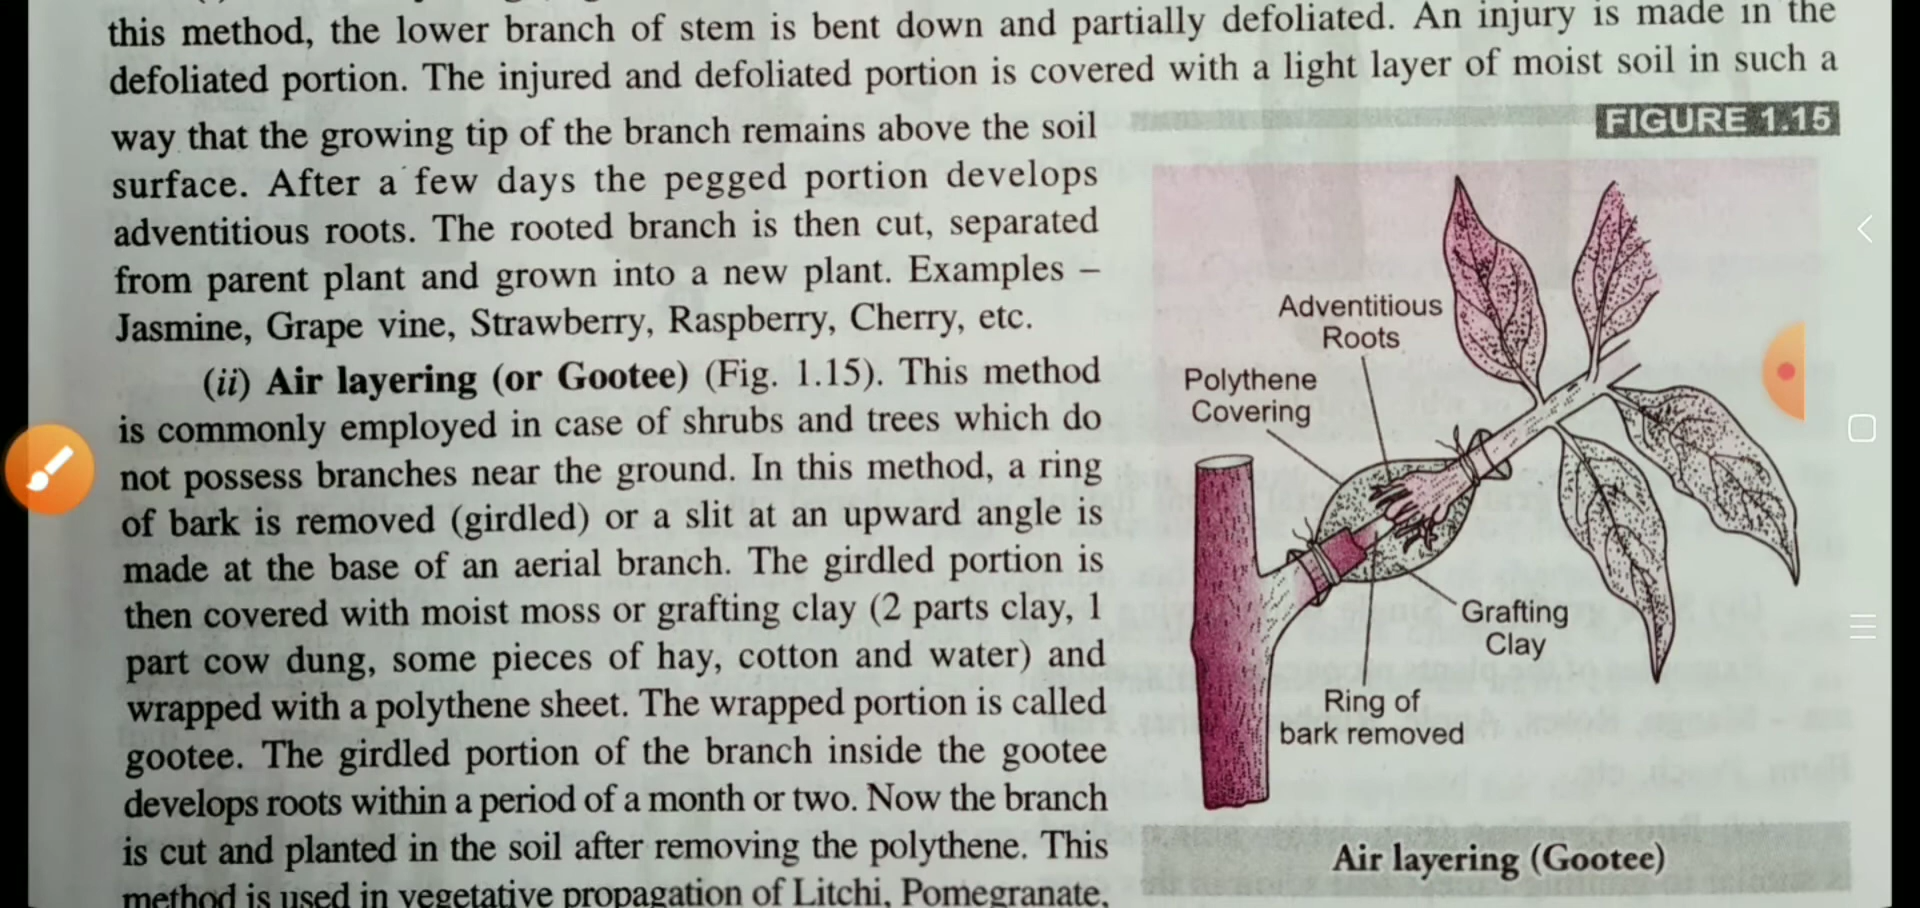 this method, the lower branch of stem is bent down and partially defoliated. An injury is made in the
defoliated portion. The injured and defoliated portion is covered with a light layer of moist soil in such a
way that the growing tip of the branch remains above the soil
surface. After a few days the pegged portion develops
adventitious roots. The rooted branch is then cut, separated
from parent plant and grown into a new plant. Examples –
Jasmine, Grape vine, Strawberry, Raspberry, Cherry, etc.
(ii) Air layering (or Gootee) (Fig. 1.15). This method
is commonly employed in case of shrubs and trees which do
not possess branches near the ground. In this method, a ring
of bark is removed (girdled) or a slit at an upward angle is
made at the base of an aerial branch. The girdled portion is
then covered with moist moss or grafting clay (2 parts clay, 1
part cow dung, some pieces of hay, cotton and water) and
wrapped with a polythene sheet. The wrapped portion is called
gootee. The girdled portion of the branch inside the gootee
develops roots within a period of a month or two. Now the branch
is cut and planted in the soil after removing the polythene. This
method is used in vegetative propagation of Litchi, Pomegranate,
FIGURE 1.15
Adventitious
Roots
Polythene
Covering
Grafting
Clay
Ring of
bark removed
Air layering (Gootee)